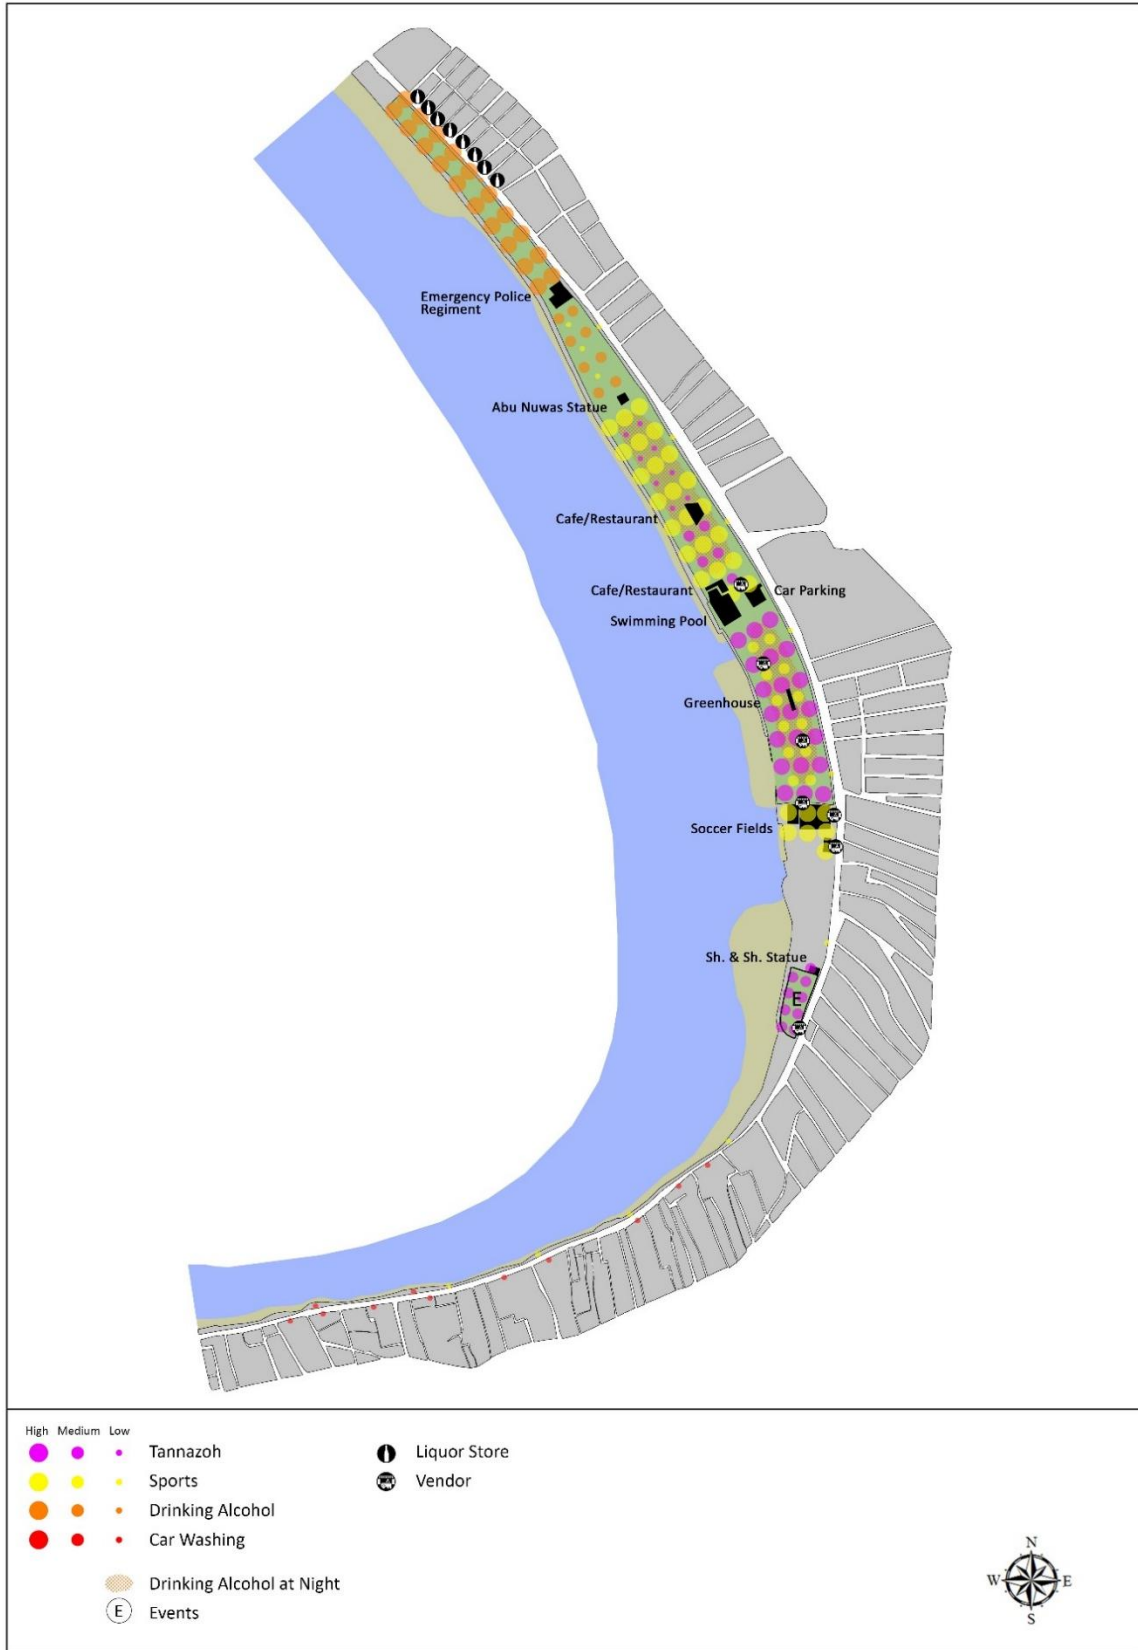 Emergency Police
Regiment
Abu Nuwas Statue
Cafe/Restaurant
Cafe/Restaurant
Car Parking
Swimming Pool
Greenhouse
Soccer Fields
Sh. & Sh. Statue
E
High Medium Low
Tannazoh
Sports
Drinking Alcohol
Car Washing
Drinking Alcohol at Night
E Events
Liquor Store
Vendor
N
W E
S